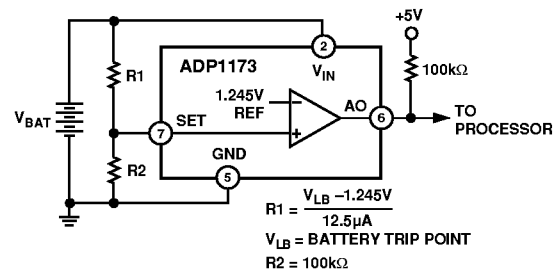 +5V
2
ADP1173
V_IN
100kΩ
R1
1.245V
REF
AO
6
TO
PROCESSOR
V_BAT
7
SET
R2
GND
5
R1 = V_LB –1.245V / 12.5µA
V_LB = BATTERY TRIP POINT
R2 = 100kΩ